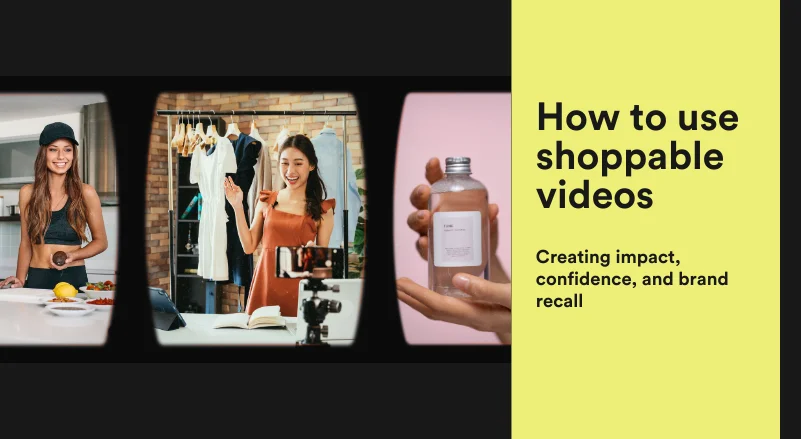 How to use
shoppable
videos
Creating impact,
confidence, and brand
recall